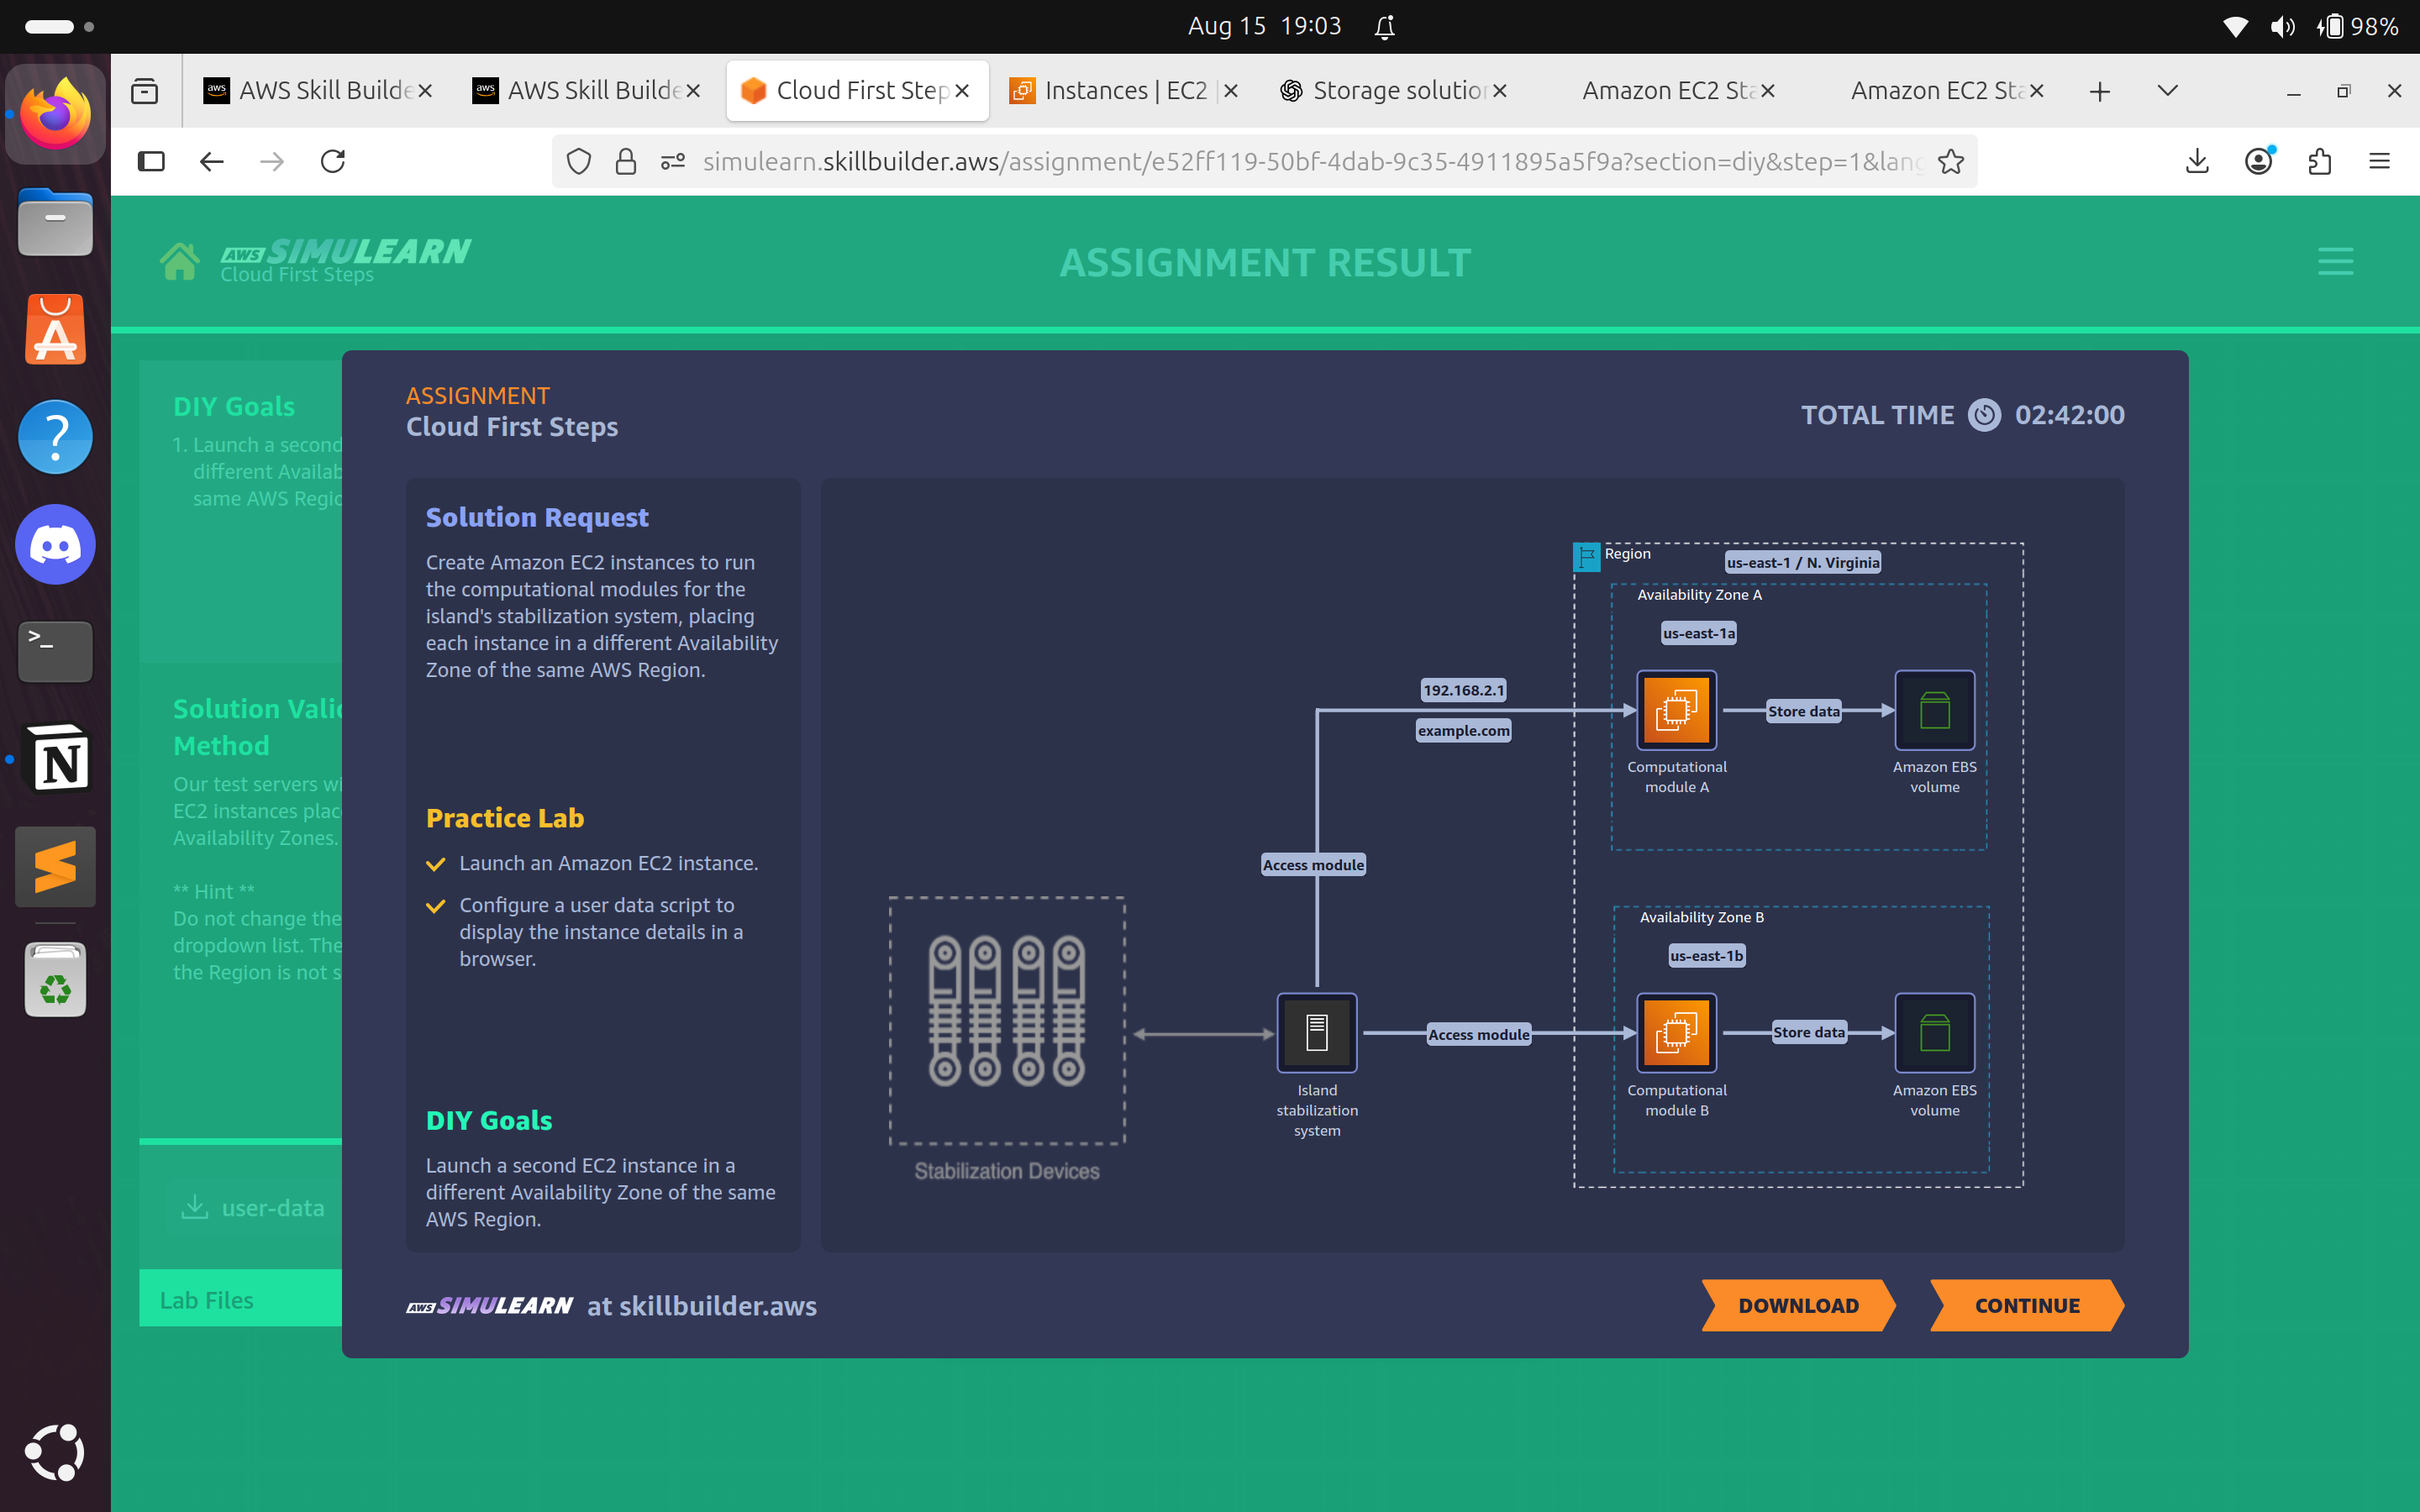 Aug 15 19:03
98%
AWS Skill Builde
AWS Skill Builde
Cloud First Step
Instances | EC2 |
Storage solutio
Amazon EC2 Sta
Amazon EC2 Sta
simulearn.skillbuilder.aws/assignment/e52ff119-50bf-4dab-9c35-4911895a5f9a?section=diy&step=1&lang
aws SIMULEARN
Cloud First Steps
ASSIGNMENT RESULT
DIY Goals
1. Launch a second
different Availab
same AWS Regio
Solution Valid
Method
Our test servers wi
EC2 instances plac
Availability Zones.
** Hint **
Do not change the
dropdown list. The
the Region is not s
user-data
Lab Files
ASSIGNMENT
Cloud First Steps
TOTAL TIME 02:42:00
Solution Request
Create Amazon EC2 instances to run
the computational modules for the
island's stabilization system, placing
each instance in a different Availability
Zone of the same AWS Region.
Practice Lab
Launch an Amazon EC2 instance.
Configure a user data script to
display the instance details in a
browser.
DIY Goals
Launch a second EC2 instance in a
different Availability Zone of the same
AWS Region.
Region
us-east-1 / N. Virginia
Availability Zone A
us-east-1a
192.168.2.1
example.com
Store data
Computational
module A
Amazon EBS
volume
Access module
Availability Zone B
us-east-1b
Access module
Store data
Computational
module B
Amazon EBS
volume
Island
stabilization
system
Stabilization Devices
aws SIMULEARN at skillbuilder.aws
DOWNLOAD
CONTINUE